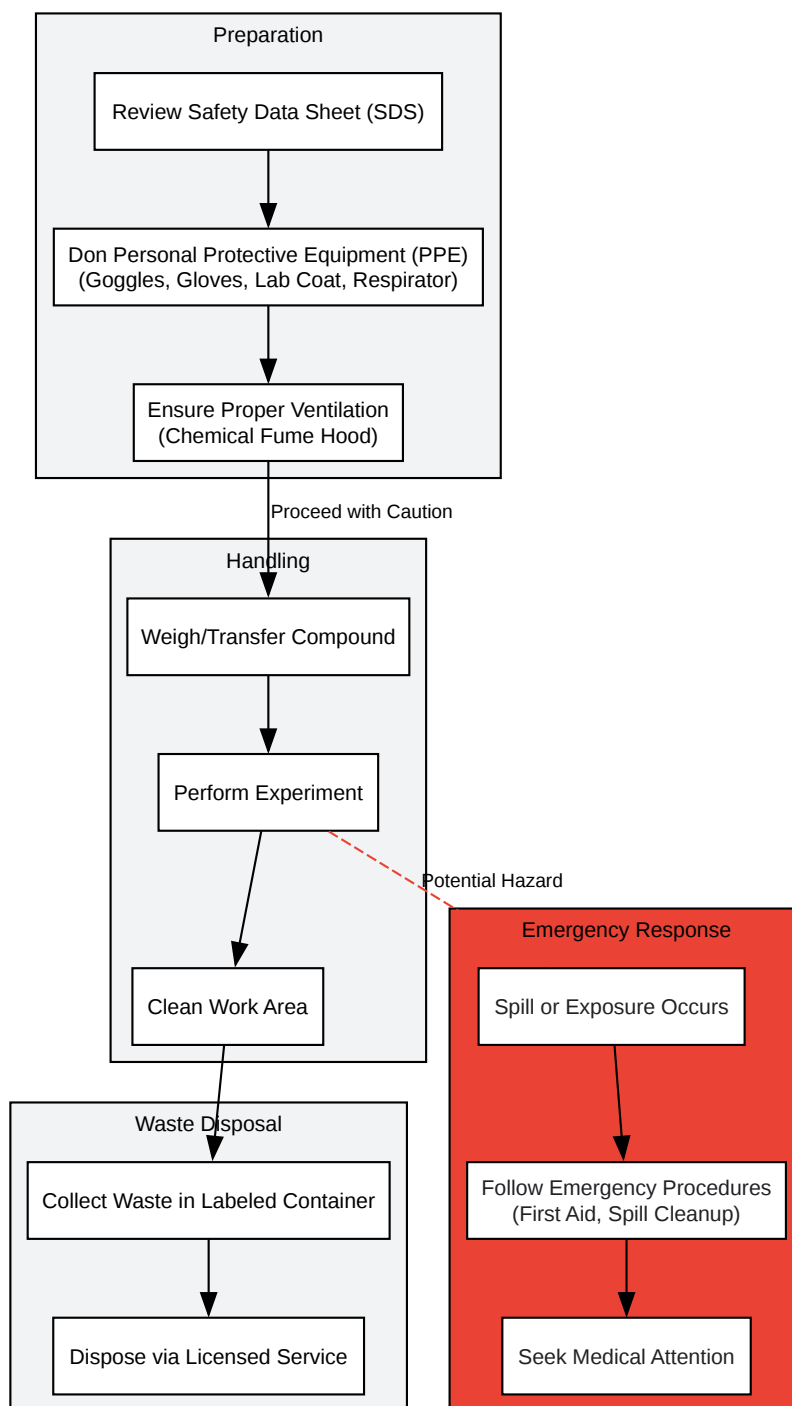 Preparation
Review Safety Data Sheet (SDS)
Don Personal Protective Equipment (PPE)
(Goggles, Gloves, Lab Coat, Respirator)
Ensure Proper Ventilation
(Chemical Fume Hood)
Proceed with Caution
Handling
Weigh/Transfer Compound
Perform Experiment
Potential Hazard
Clean Work Area
Emergency Response
Spill or Exposure Occurs
Follow Emergency Procedures
(First Aid, Spill Cleanup)
Seek Medical Attention
Waste Disposal
Collect Waste in Labeled Container
Dispose via Licensed Service